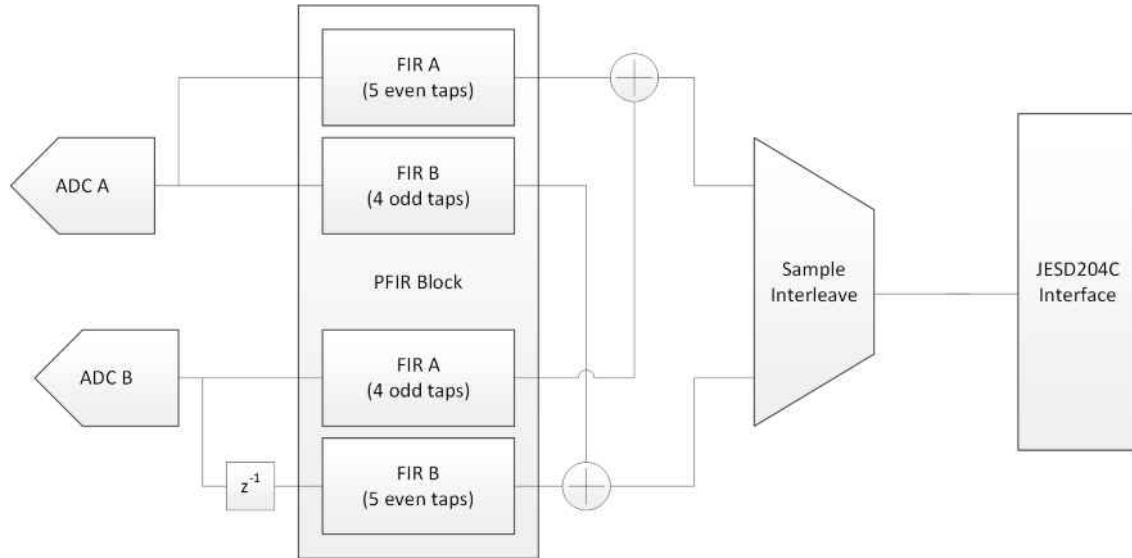 FIR A
(5 even taps)
ADC A
FIR B
(4 odd taps)
PFIR Block
Sample
Interleave
JESD204C
Interface
ADC B
FIR A
(4 odd taps)
z-1
FIR B
(5 even taps)